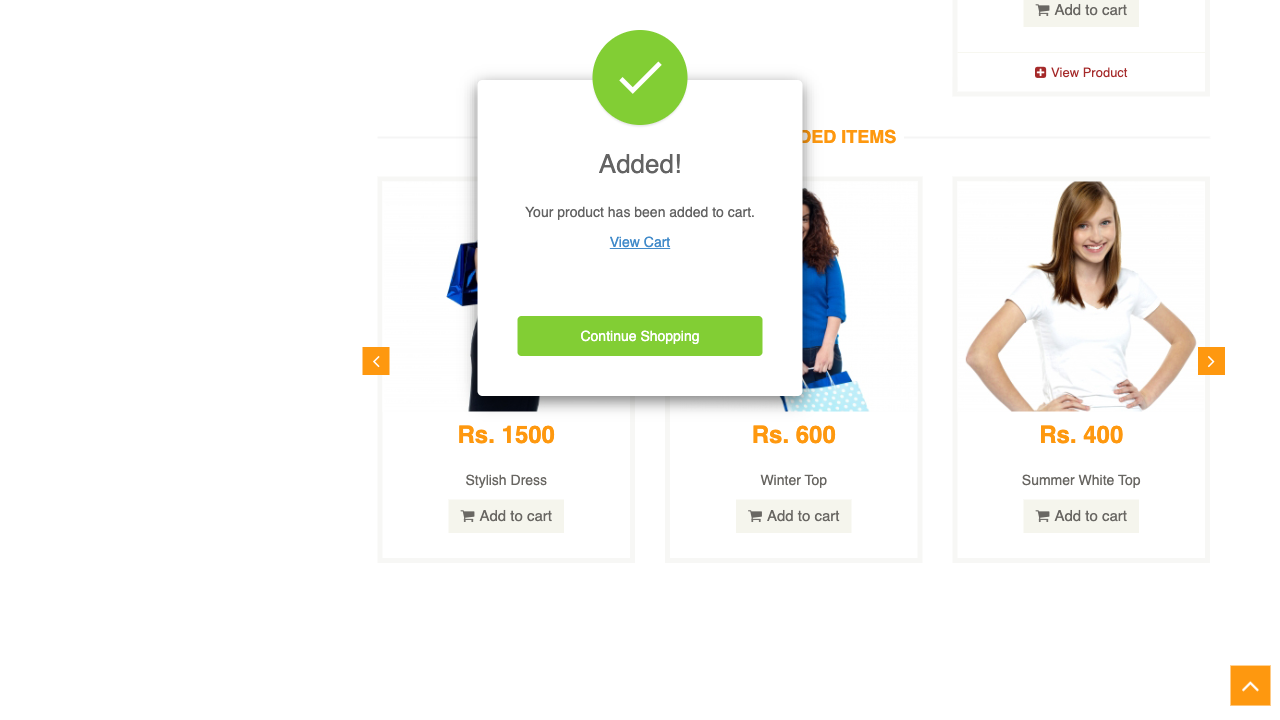 Add to cart
View Product
DED ITEMS
Added!
Your product has been added to cart.
View Cart
Continue Shopping
Rs. 1500
Rs. 600
Rs. 400
Stylish Dress
Winter Top
Summer White Top
Add to cart
Add to cart
Add to cart